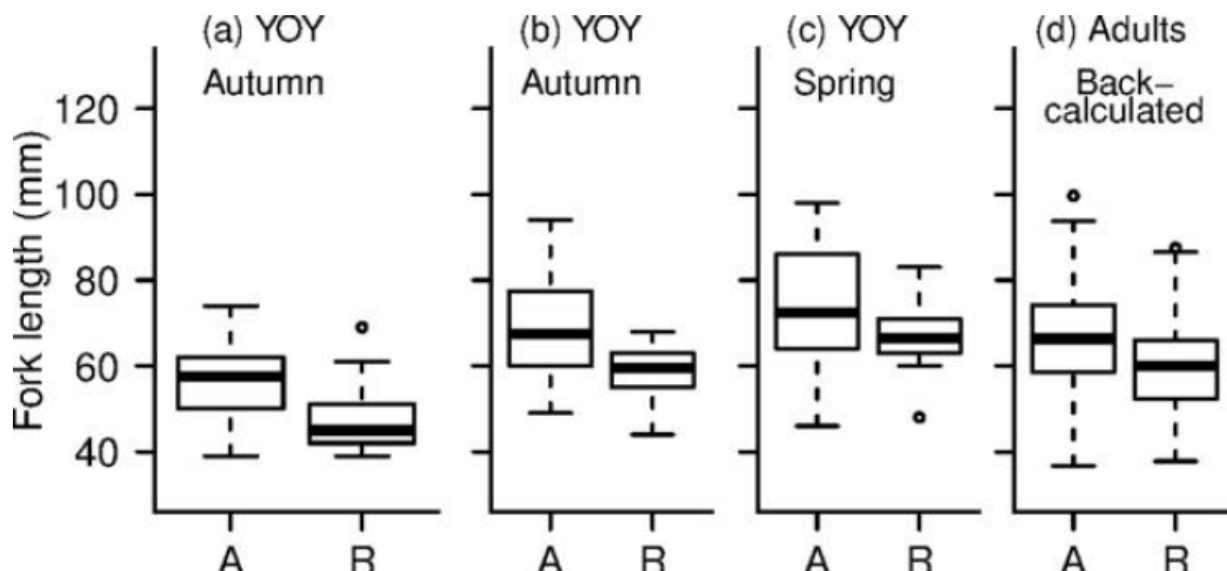 (a) YOY
Autumn
(b) YOY
Autumn
(c) YOY
Spring
(d) Adults
Back–
calculated
Fork length (mm)
120
100
80
60
40
A B
A B
A B
A B